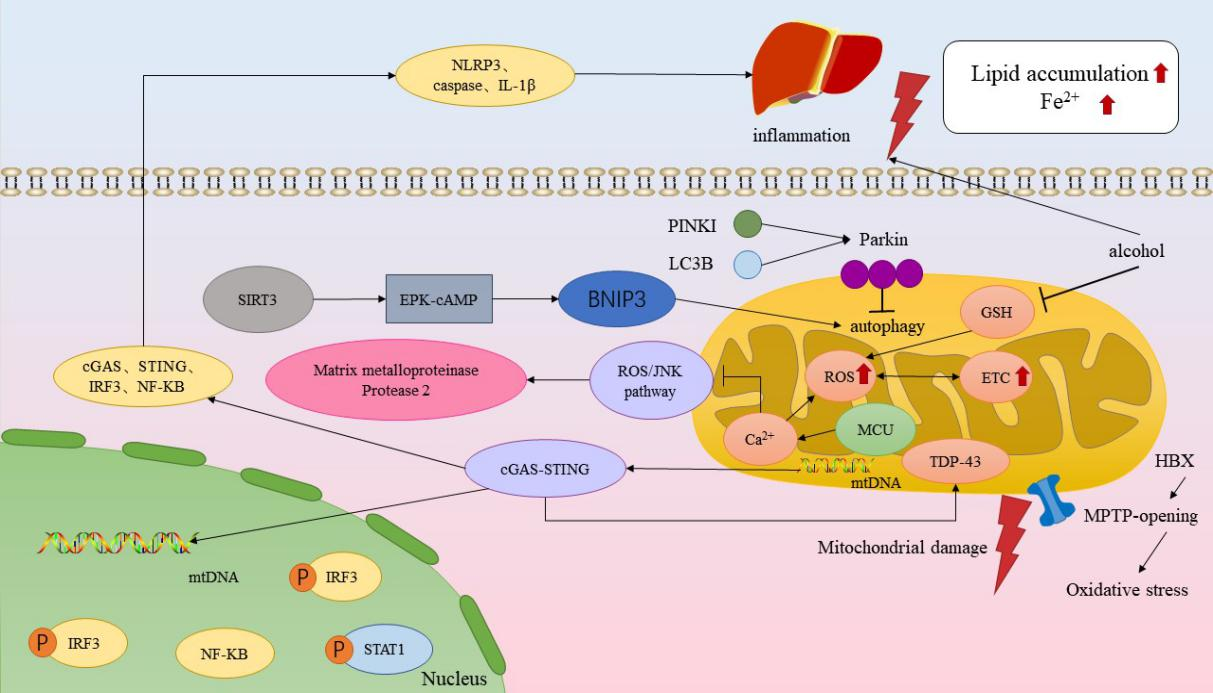 NLRP3、
caspase、IL-1β
inflammation
Lipid accumulation
Fe²⁺
PINKI
LC3B
Parkin
alcohol
SIRT3
EPK-cAMP
BNIP3
autophagy
GSH
cGAS、STING、
IRF3、NF-KB
Matrix metalloproteinase
Protease 2
ROS/JNK
pathway
ROS
ETC
Ca²⁺
MCU
TDP-43
mtDNA
cGAS-STING
HBX
MPTP-opening
Mitochondrial damage
Oxidative stress
mtDNA
P IRF3
P IRF3
NF-KB
P STAT1
Nucleus